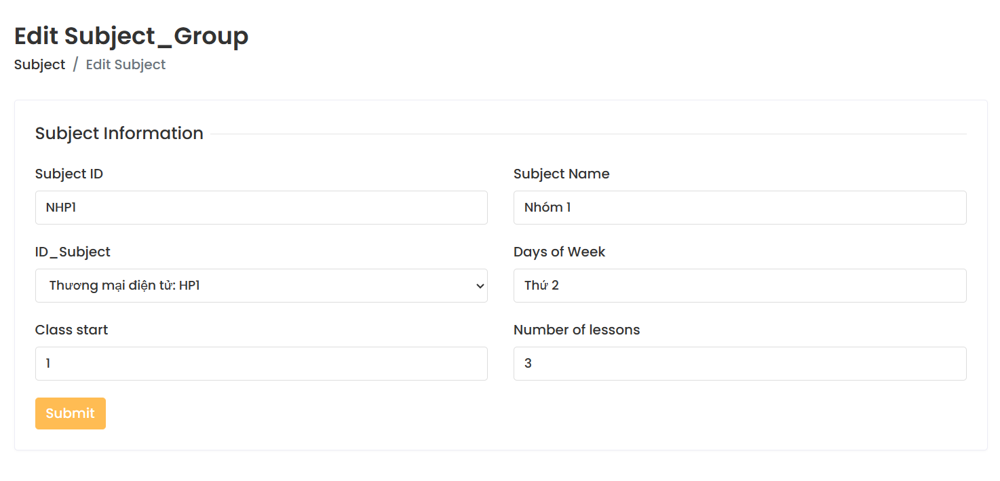 Edit Subject_Group
Subject / Edit Subject
Subject Information
Subject ID
Subject Name
NHP1
Nhóm 1
ID_Subject
Days of Week
Thương mại điện tử: HP1
Thứ 2
Class start
Number of lessons
1
3
Submit